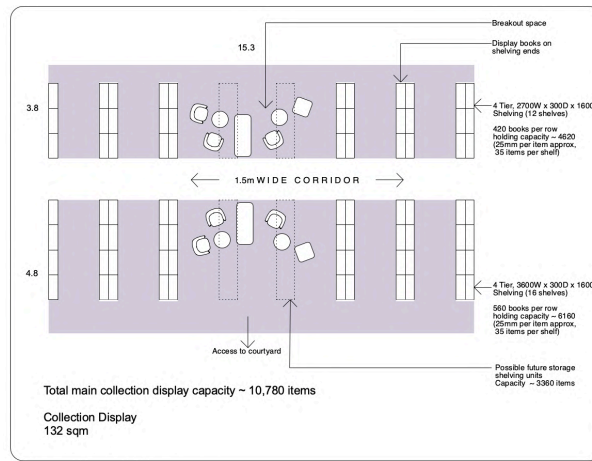 Breakout space
15.3
Display books on
shelving ends
3.8
4 Tier, 2700W x 300D x 1600
Shelving (12 shelves)
420 books per row
holding capacity ~ 4620
(25mm per item approx,
35 items per shelf)
1.5m WIDE CORRIDOR
4.8
4 Tier, 3600W x 300D x 1600
Shelving (16 shelves)
560 books per row
holding capacity ~ 6160
(25mm per item approx,
35 items per shelf)
Access to courtyard
Possible future storage
shelving units
Capacity ~ 3360 items
Total main collection display capacity ~ 10,780 items
Collection Display
132 sqm